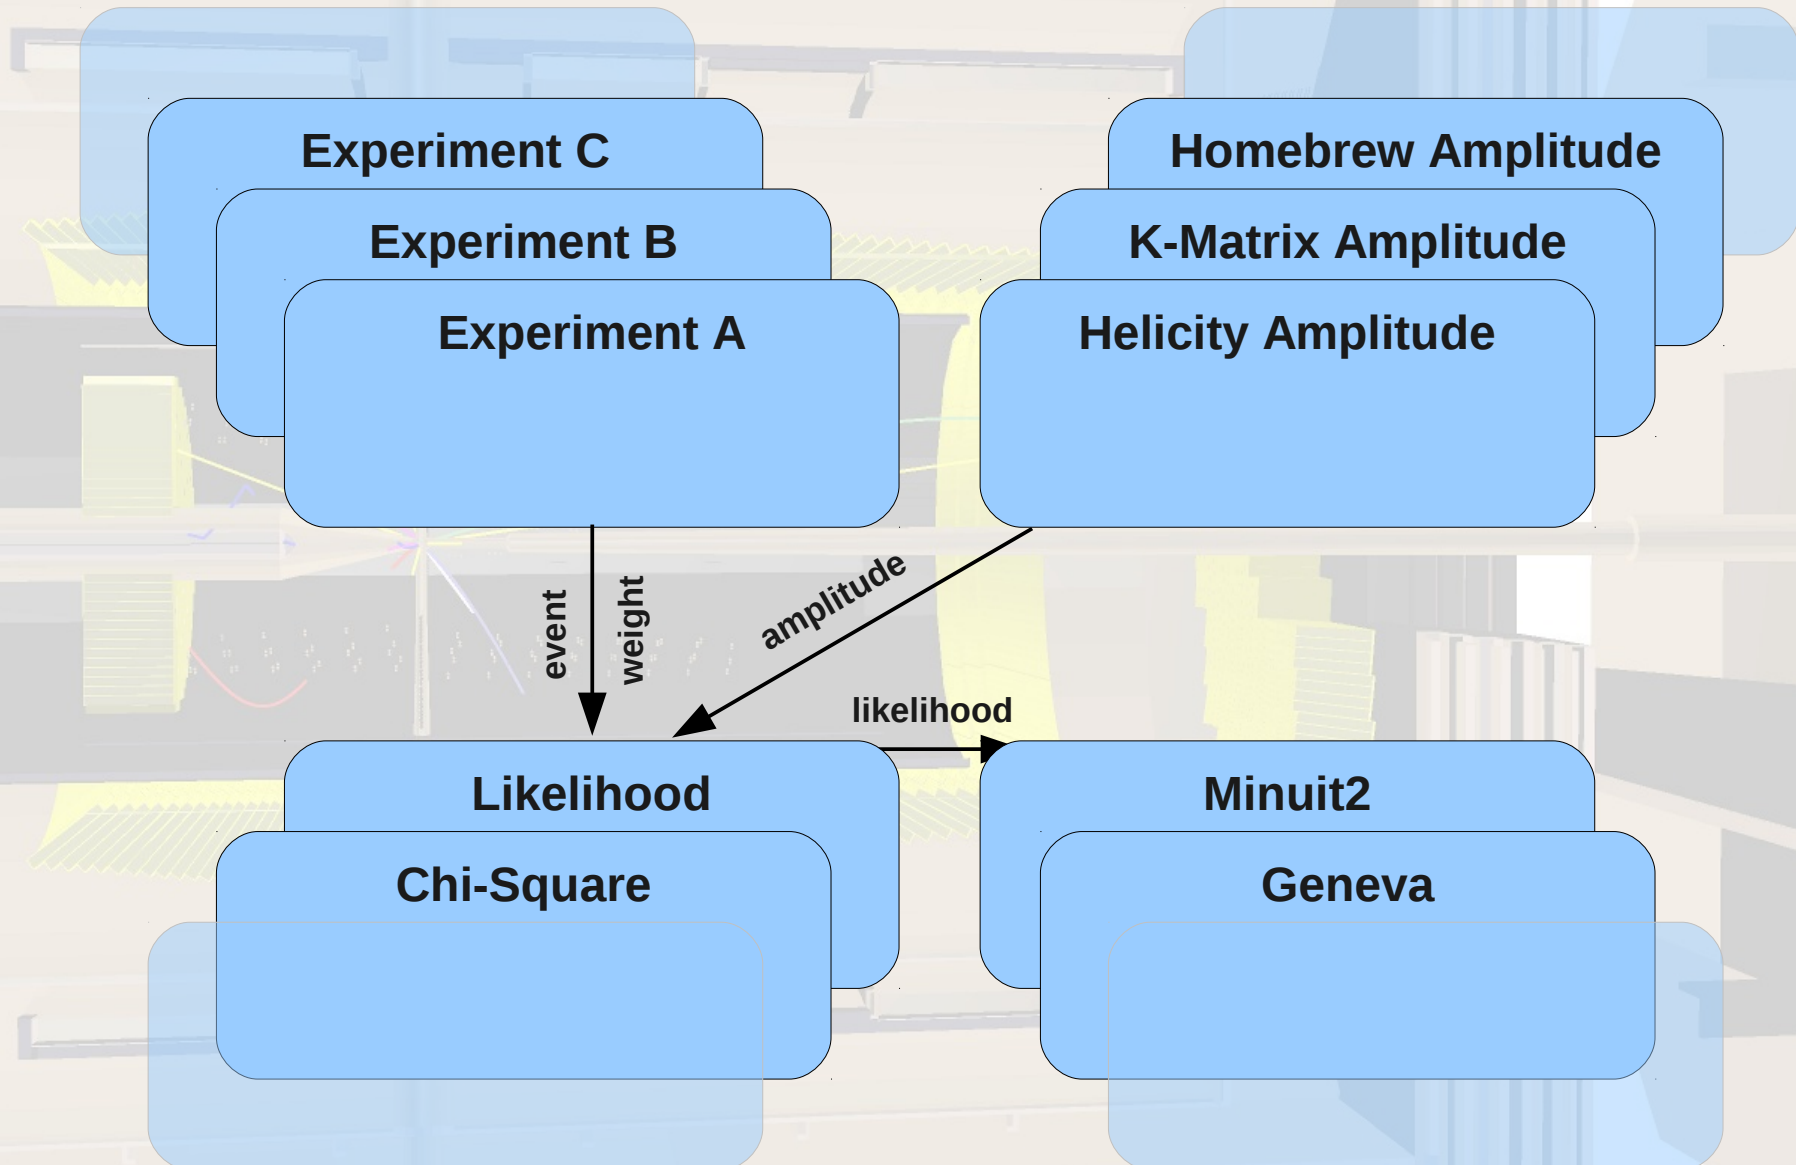 Experiment C
Homebrew Amplitude
Experiment B
K-Matrix Amplitude
Experiment A
Helicity Amplitude
event
weight
amplitude
likelihood
Likelihood
Minuit2
Chi-Square
Geneva